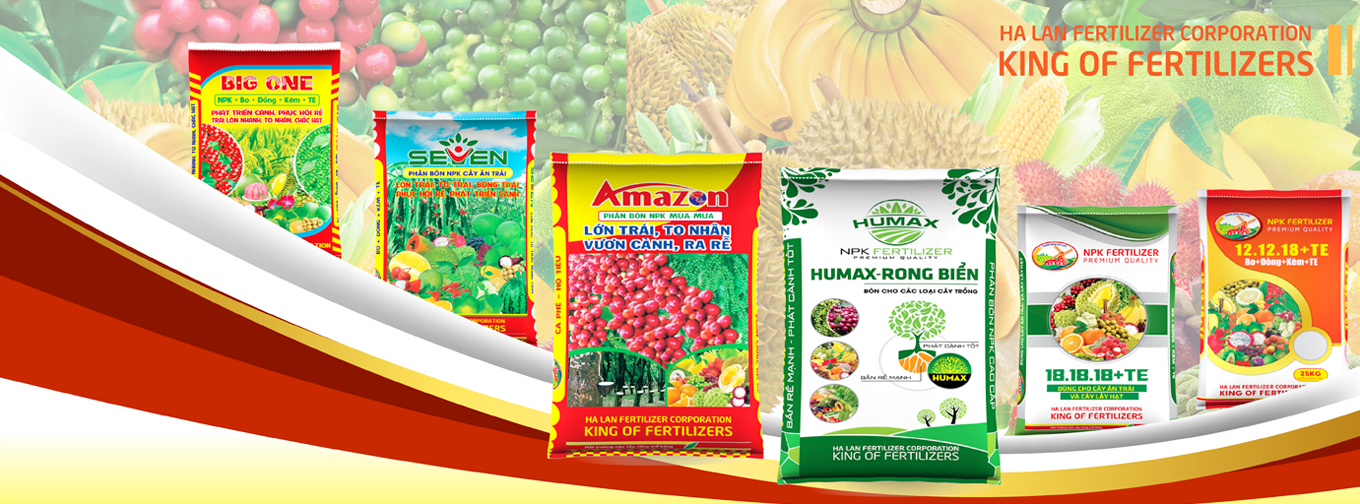 HA LAN FERTILIZER CORPORATION
KING OF FERTILIZERS
BIG ONE
NPK • Bo • Đồng • Kẽm • TE
PHÁT TRIỂN CÀNH, PHỤC HỒI RỄ
TRÁI LỚN NHANH, TO NHÂN, CHẮC HẠT
SEVEN
PHÂN BÓN NPK CÂY ĂN TRÁI
LỚN TRÁI, TO TRÁI, BÓNG TRÁI
PHỤC HỒI RỄ, PHÁT TRIỂN CÀNH
Amazon
PHÂN BÓN NPK MÙA MƯA
LỚN TRÁI, TO NHÂN
VƯƠN CÀNH, RA RỄ
CÀ PHÊ - HỒ TIÊU
HA LAN FERTILIZER CORPORATION
KING OF FERTILIZERS
HUMAX
NPK FERTILIZER
PREMIUM QUALITY
HUMAX-RONG BIỂN
BÓN CHO CÁC LOẠI CÂY TRỒNG
PHÁT CÀNH TỐT
BẮN RỄ MẠNH
HUMAX
BẮN RỄ MẠNH - PHÁT CÀNH TỐT
PHÂN BÓN NPK CAO CẤP
HA LAN FERTILIZER CORPORATION
KING OF FERTILIZERS
NPK FERTILIZER
PREMIUM QUALITY
18.18.18+TE
DÙNG CHO CÂY ĂN TRÁI
VÀ CÂY LẤY HẠT
HA LAN FERTILIZER CORPORATION
KING OF FERTILIZERS
NPK FERTILIZER
PREMIUM QUALITY
12.12.18+TE
Bo+Đồng+Kẽm+TE
25KG
HA LAN FERTILIZER
KING OF FERT